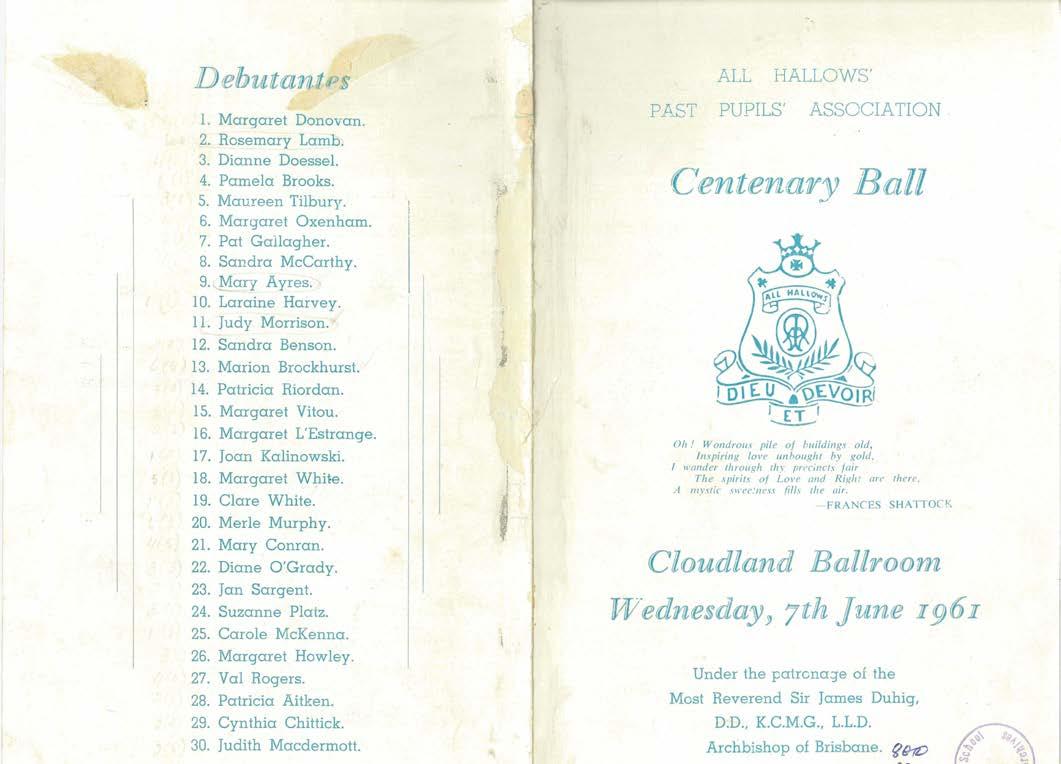 Debutantes
1. Margaret Donovan.
2. Rosemary Lamb.
3. Dianne Doessel.
4. Pamela Brooks.
5. Maureen Tilbury.
6. Margaret Oxenham.
7. Pat Gallagher.
8. Sandra McCarthy.
9. Mary Ayres.
10. Laraine Harvey.
11. Judy Morrison.
12. Sandra Benson.
13. Marion Brockhurst.
14. Patricia Riordan.
15. Margaret Vitou.
16. Margaret L'Estrange.
17. Joan Kalinowski.
18. Margaret White.
19. Clare White.
20. Merle Murphy.
21. Mary Conran.
22. Diane O'Grady.
23. Jan Sargent.
24. Suzanne Platz.
25. Carole McKenna.
26. Margaret Howley.
27. Val Rogers.
28. Patricia Aitken.
29. Cynthia Chittick.
30. Judith Macdermott.
ALL HALLOWS'
PAST PUPILS' ASSOCIATION
Centenary Ball
ALL HALLOWS
DIEU DEVOIR
ET
Oh! Wondrous pile of buildings old,
Inspiring love unbought by gold,
I wander through thy precincts fair
The spirits of Love and Right are there,
A mystic sweetness fills the air.
—FRANCES SHATTOCK
Cloudland Ballroom
Wednesday, 7th June 1961
Under the patronage of the
Most Reverend Sir James Duhig,
D.D., K.C.M.G., L.L.D.
Archbishop of Brisbane.
School